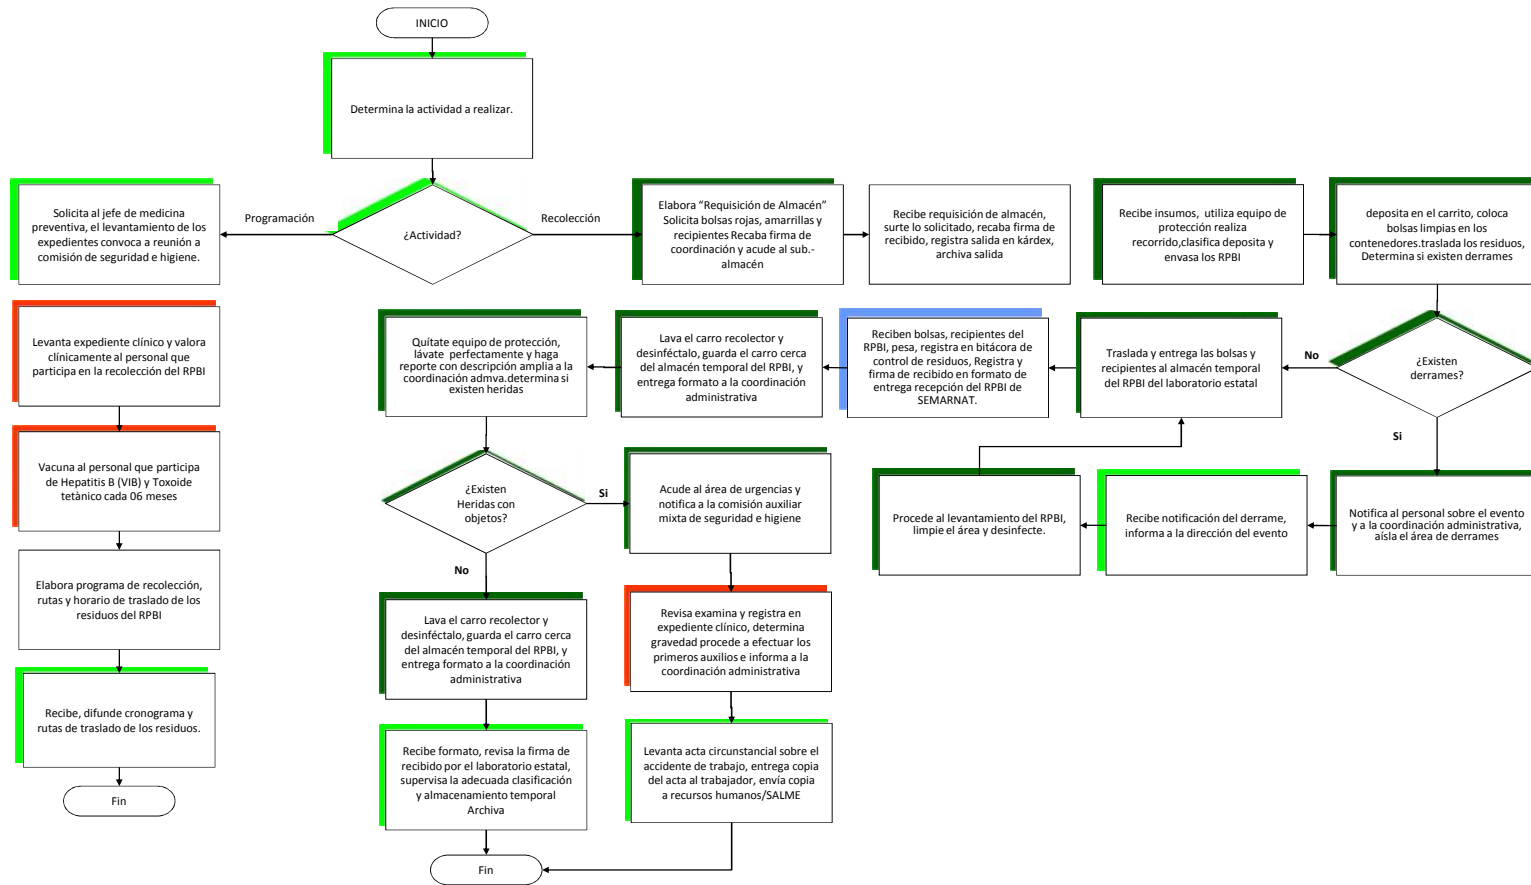 INICIO
Determina la actividad a realizar.
Solicita al jefe de medicina
preventiva, el levantamiento de los
expedientes convoca a reunión a
comisión de seguridad e higiene.
Programación
¿Actividad?
Recolección
Elabora “Requisición de Almacén”
Solicita bolsas rojas, amarrillas y
recipientes Recaba firma de
coordinación y acude al sub.-
almacén
Recibe requisición de almacén,
surte lo solicitado, recaba firma de
recibido, registra salida en kárdex,
archiva salida
Recibe insumos, utiliza equipo de
protección realiza
recorrido,clasifica deposita y
envasa los RPBI
deposita en el carrito, coloca
bolsas limpias en los
contenedores.traslada los residuos,
Determina si existen derrames
Levanta expediente clínico y valora
clínicamente al personal que
participa en la recolección del RPBI
Quítate equipo de protección,
lávate perfectamente y haga
reporte con descripción amplia a la
coordinación admva.determina si
existen heridas
Lava el carro recolector y
desinféctalo, guarda el carro cerca
del almacén temporal del RPBI, y
entrega formato a la coordinación
administrativa
Reciben bolsas, recipientes del
RPBI, pesa, registra en bitácora de
control de residuos, Registra y
firma de recibido en formato de
entrega recepción del RPBI de
SEMARNAT.
Traslada y entrega las bolsas y
recipientes al almacén temporal
del RPBI del laboratorio estatal
No
¿Existen
derrames?
Si
Vacuna al personal que participa
de Hepatitis B (VIB) y Toxoide
tetànico cada 06 meses
¿Existen
Heridas con
objetos?
Si
Acude al área de urgencias y
notifica a la comisión auxiliar
mixta de seguridad e higiene
Procede al levantamiento del RPBI,
limpie el área y desinfecte.
Recibe notificación del derrame,
informa a la dirección del evento
Notifica al personal sobre el evento
y a la coordinación administrativa,
aísla el área de derrames
No
Elabora programa de recolección,
rutas y horario de traslado de los
residuos del RPBI
Lava el carro recolector y
desinféctalo, guarda el carro cerca
del almacén temporal del RPBI, y
entrega formato a la coordinación
administrativa
Revisa examina y registra en
expediente clínico, determina
gravedad procede a efectuar los
primeros auxilios e informa a la
coordinación administrativa
Recibe, difunde cronograma y
rutas de traslado de los residuos.
Recibe formato, revisa la firma de
recibido por el laboratorio estatal,
supervisa la adecuada clasificación
y almacenamiento temporal
Archiva
Levanta acta circunstancial sobre el
accidente de trabajo, entrega copia
del acta al trabajador, envía copia
a recursos humanos/SALME
Fin
Fin